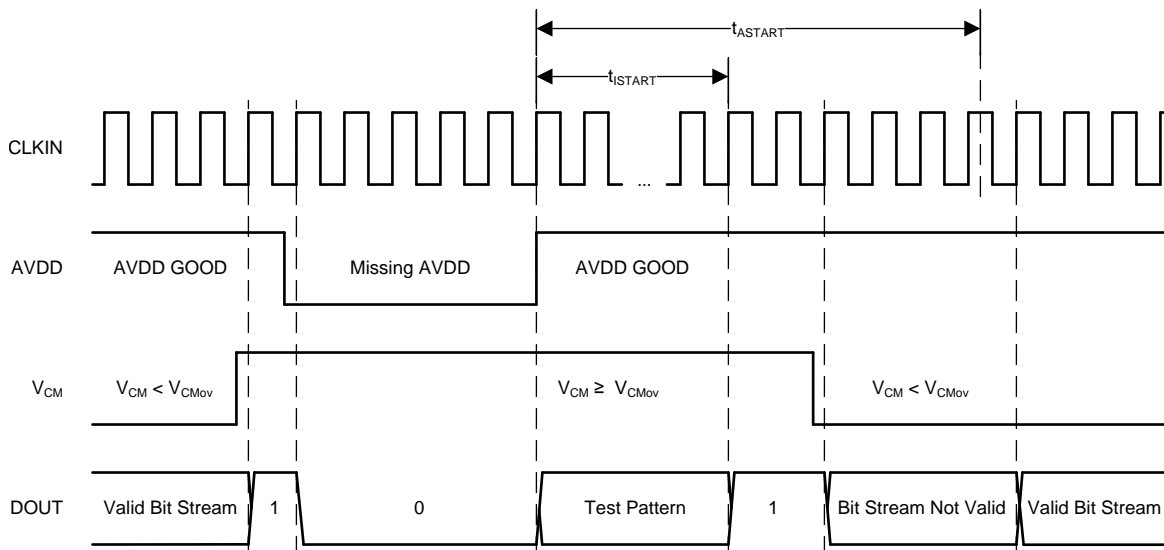 tASTART
tISTART
CLKIN
...
AVDD
AVDD GOOD
Missing AVDD
AVDD GOOD
VCM
VCM < VCMov
VCM ≥ VCMov
VCM < VCMov
DOUT
Valid Bit Stream
1
0
Test Pattern
1
Bit Stream Not Valid
Valid Bit Stream